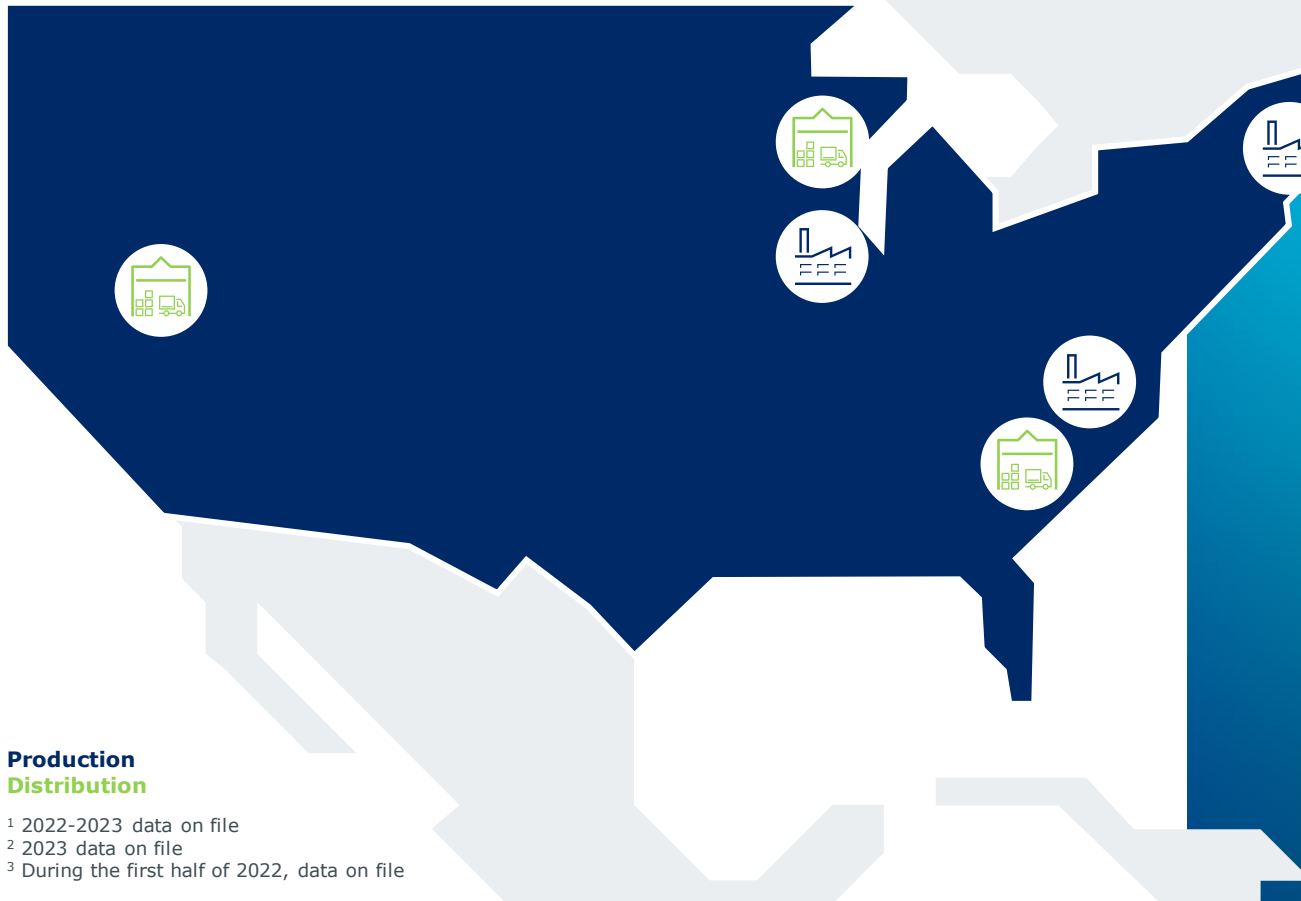 Production
Distribution
¹ 2022-2023 data on file
² 2023 data on file
³ During the first half of 2022, data on file